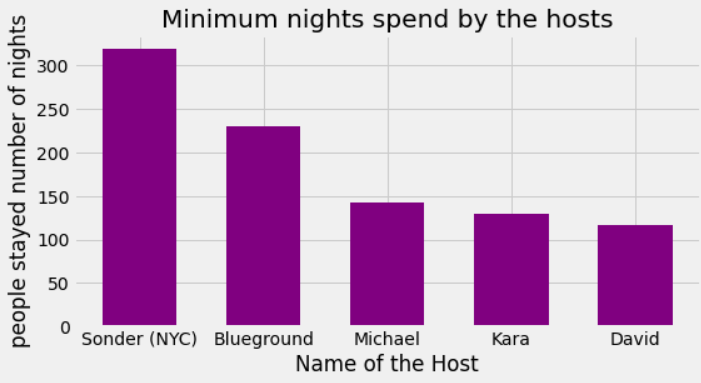 Minimum nights spend by the hosts
people stayed number of nights
300
250
200
150
100
50
0
Sonder (NYC) Blueground Michael Kara David
Name of the Host